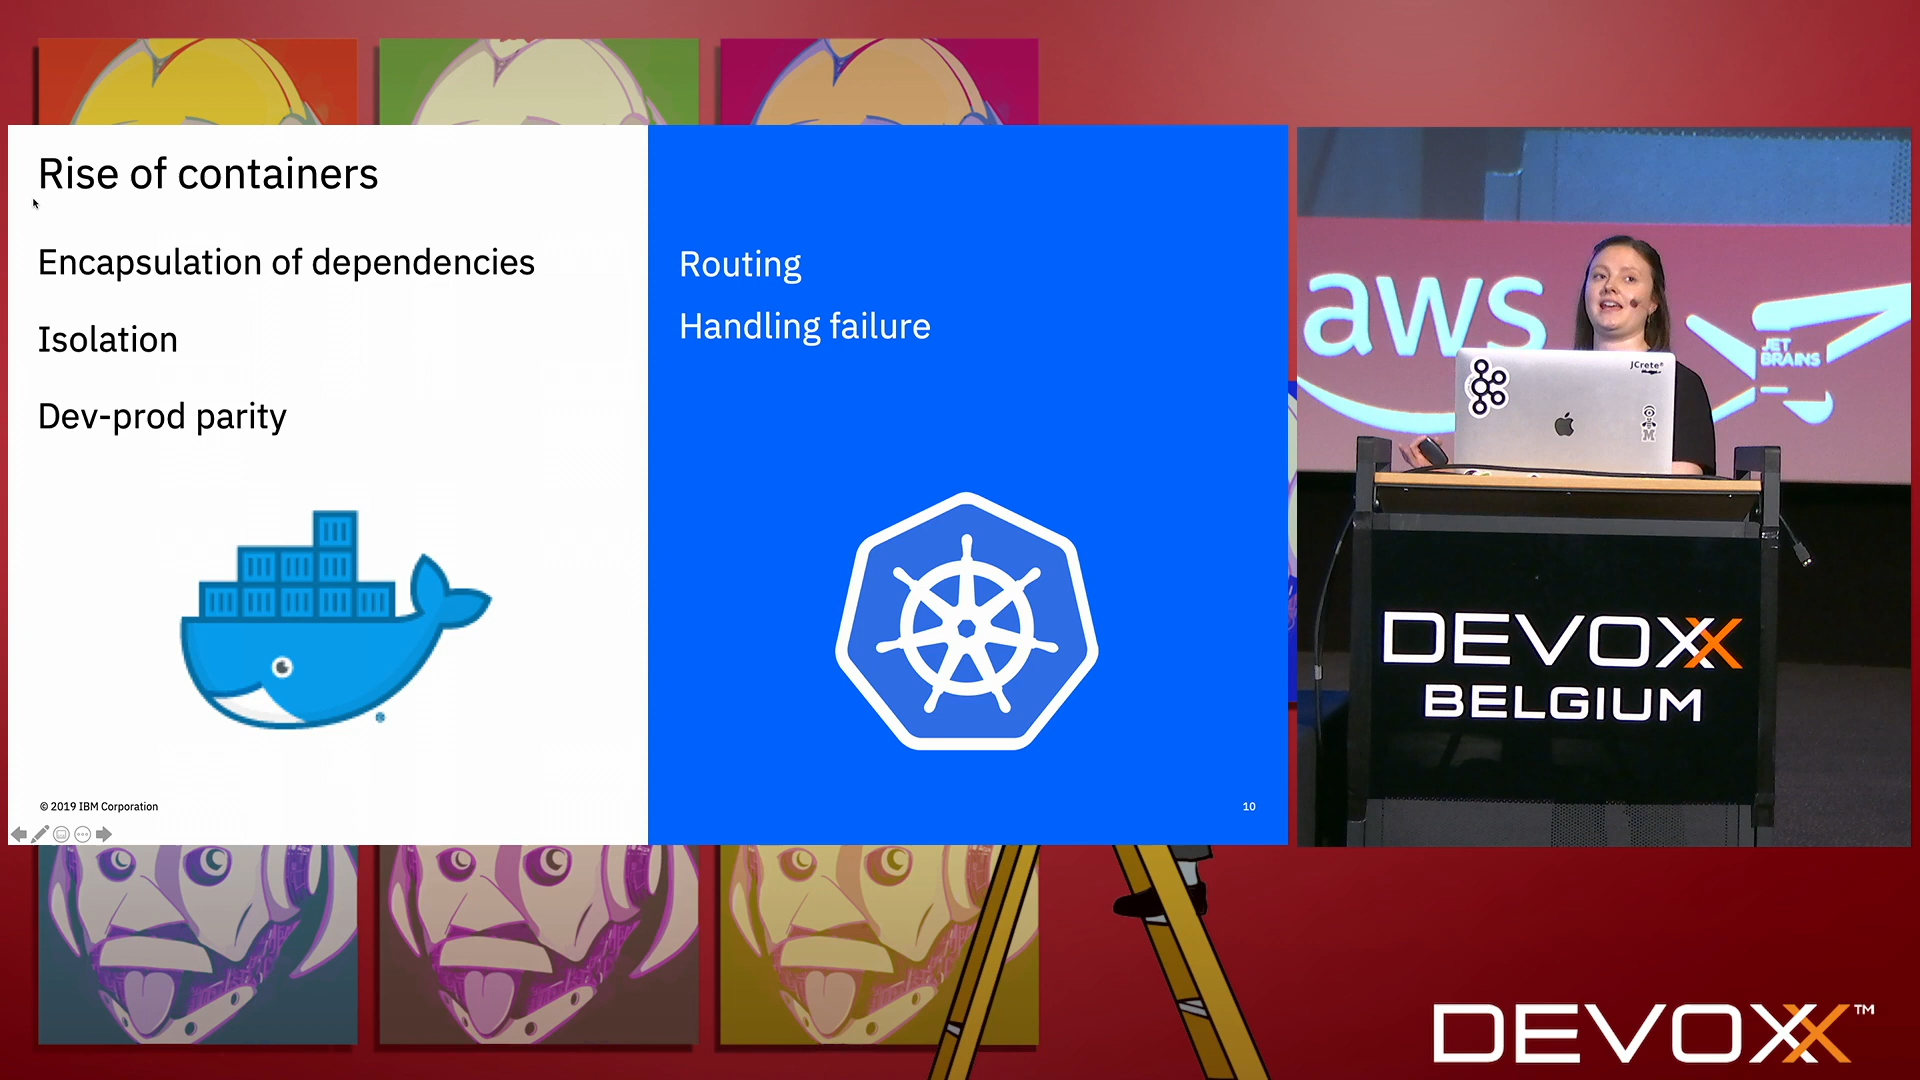 Rise of containers
Encapsulation of dependencies
Isolation
Dev-prod parity
© 2019 IBM Corporation
Routing
Handling failure
10
aws
JET
BRAINS
JCrete
M
DEVOXX
BELGIUM
DEVOXX™